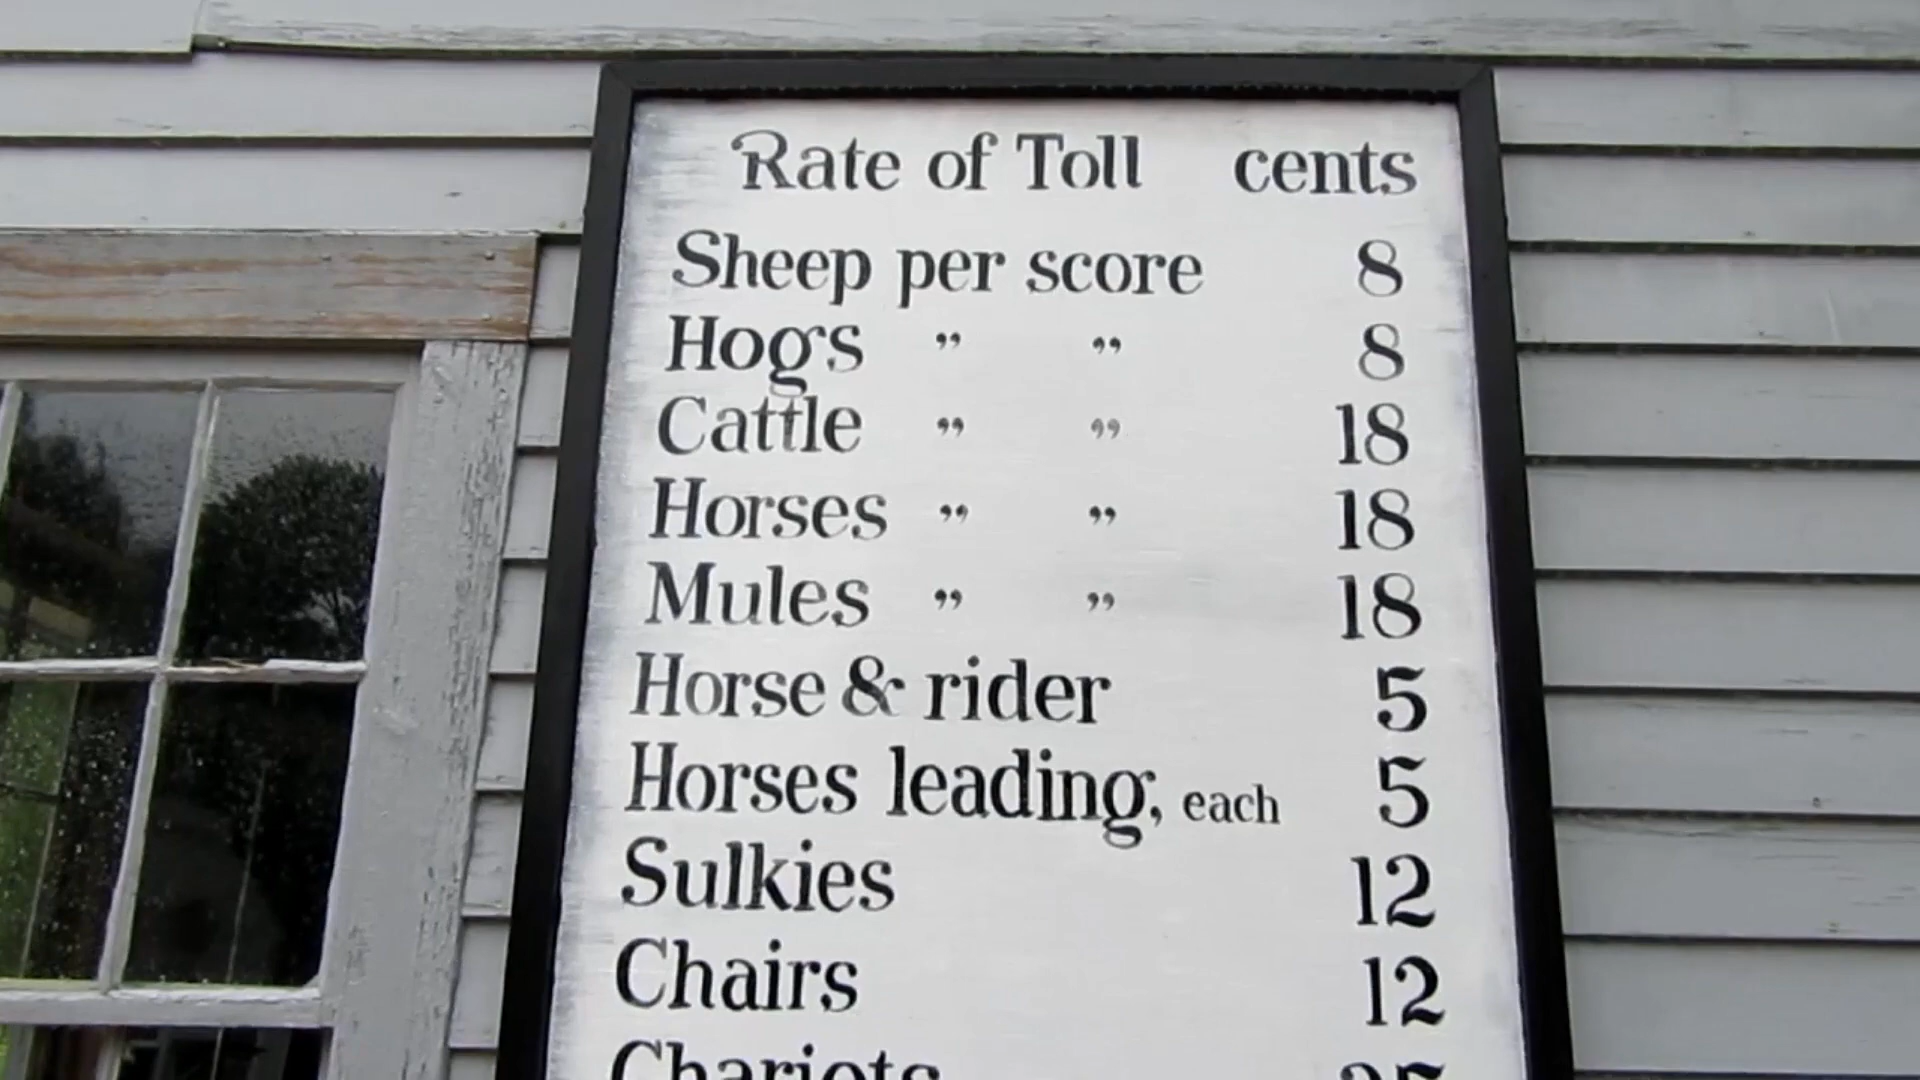 Rate of Toll cents
Sheep per score 8
Hogs ” ” 8
Cattle ” ” 18
Horses ” ” 18
Mules ” ” 18
Horse & rider 5
Horses leading, each 5
Sulkies 12
Chairs 12
Chariots